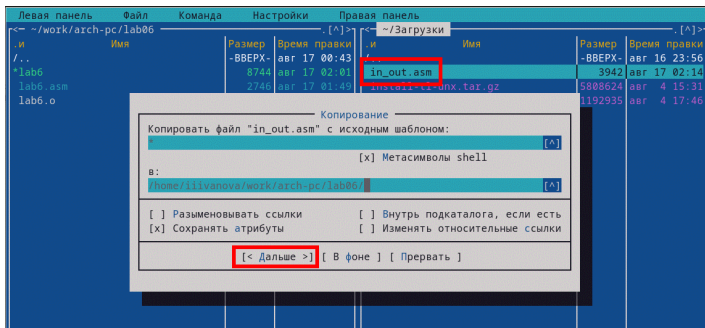 Левая панель Файл Команда Настройки Правая панель
<─ ~/work/arch-pc/lab06 ─.[^]>┐ ┌<─ ~/Загрузки ─.[^]>┐
.и Имя Размер Время правки .и Имя Размер Время правки
/.. -ВВЕРХ- авг 17 00:43 /.. -ВВЕРХ- авг 16 23:56
*lab6 8744 авг 17 02:01 in_out.asm 3942 авг 17 02:14
lab6.asm 2746 авг 17 01:49 install-tl-unx.tar.gz 5808624 авг 4 15:31
lab6.o 1192935 авг 4 17:46
Копирование
Копировать файл "in_out.asm" с исходным шаблоном:
* [^]
[x] Метасимволы shell
в:
/home/iiivanova/work/arch-pc/lab06/ [^]
[ ] Разыменовывать ссылки [ ] Внутрь подкаталога, если есть
[x] Сохранять атрибуты [ ] Изменять относительные ссылки
[< Дальше >] [ В фоне ] [ Прервать ]